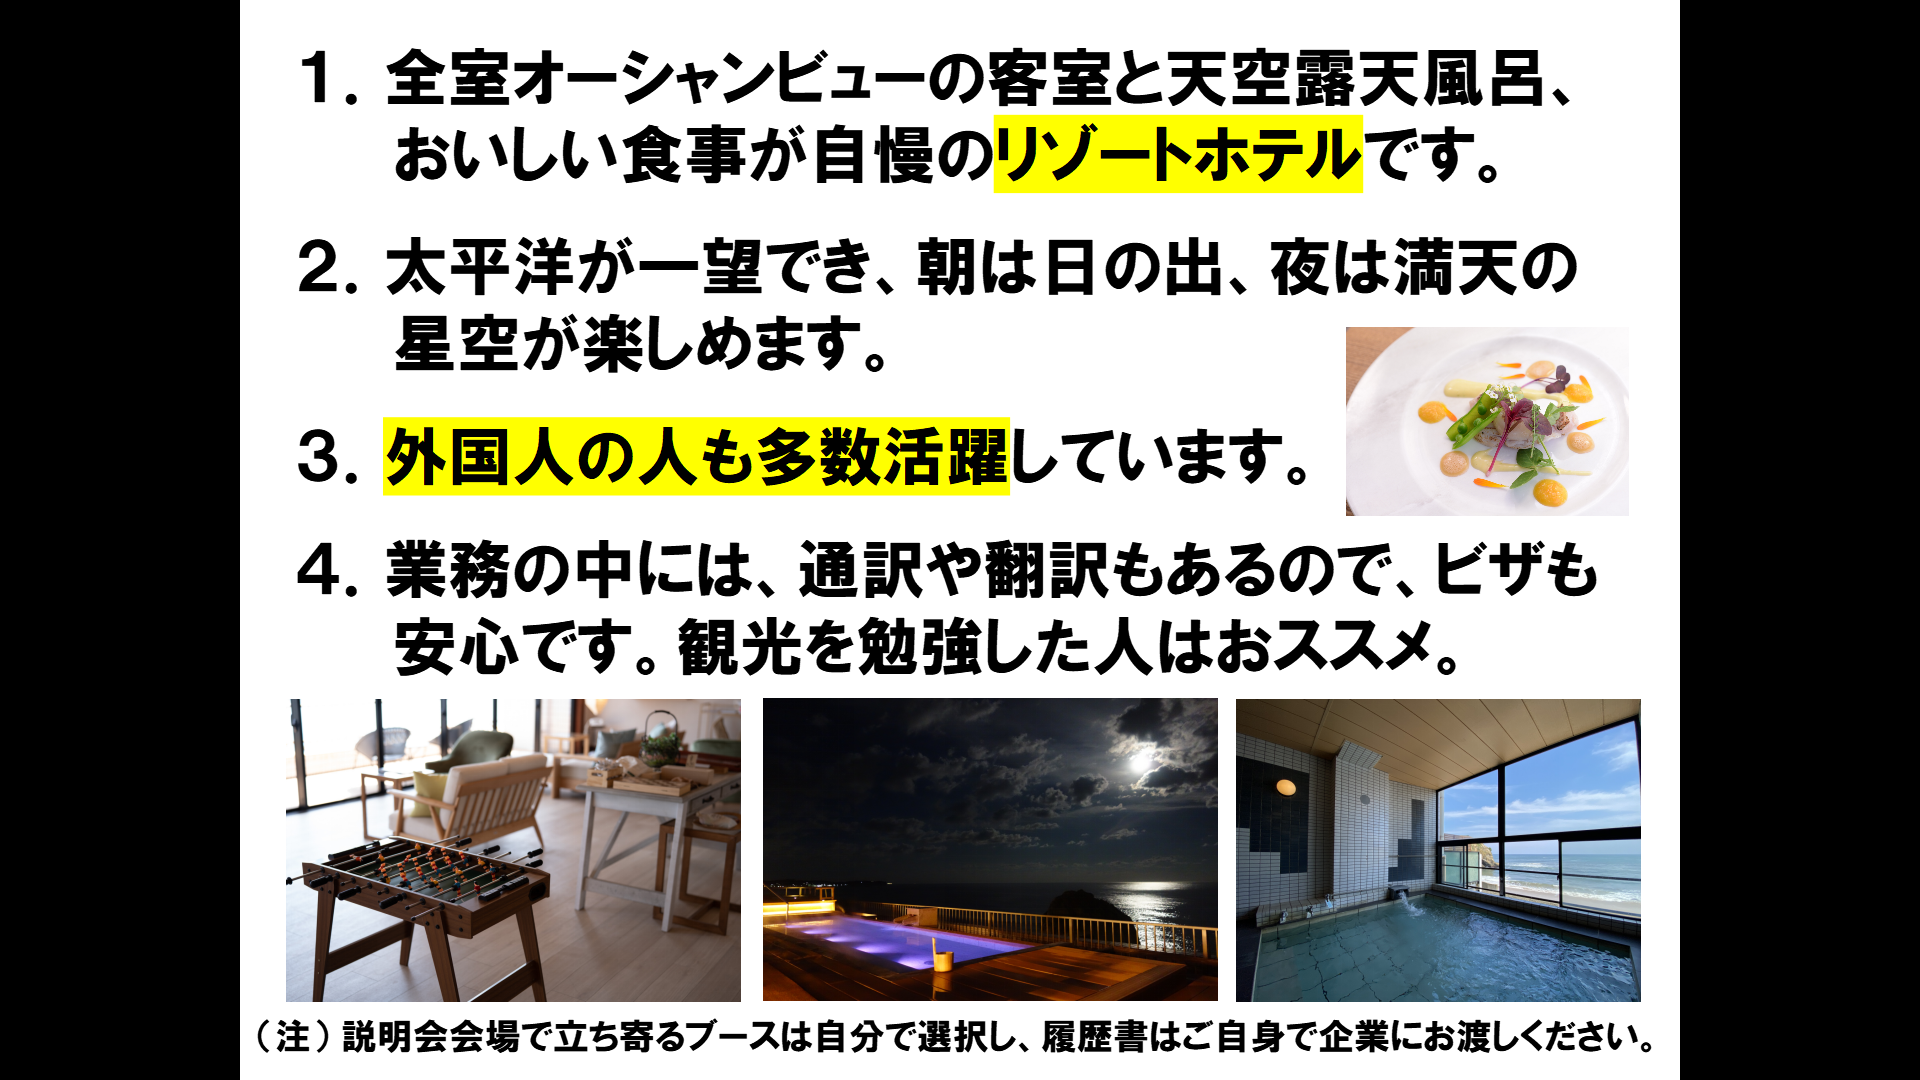 １．全室オーシャンビューの客室と天空露天風呂、
おいしい食事が自慢のリゾートホテルです。
２．太平洋が一望でき、朝は日の出、夜は満天の
星空が楽しめます。
３．外国人の人も多数活躍しています。
４．業務の中には、通訳や翻訳もあるので、ビザも
安心です。観光を勉強した人はおススメ。
（注）説明会会場で立ち寄るブースは自分で選択し、履歴書はご自身で企業にお渡しください。